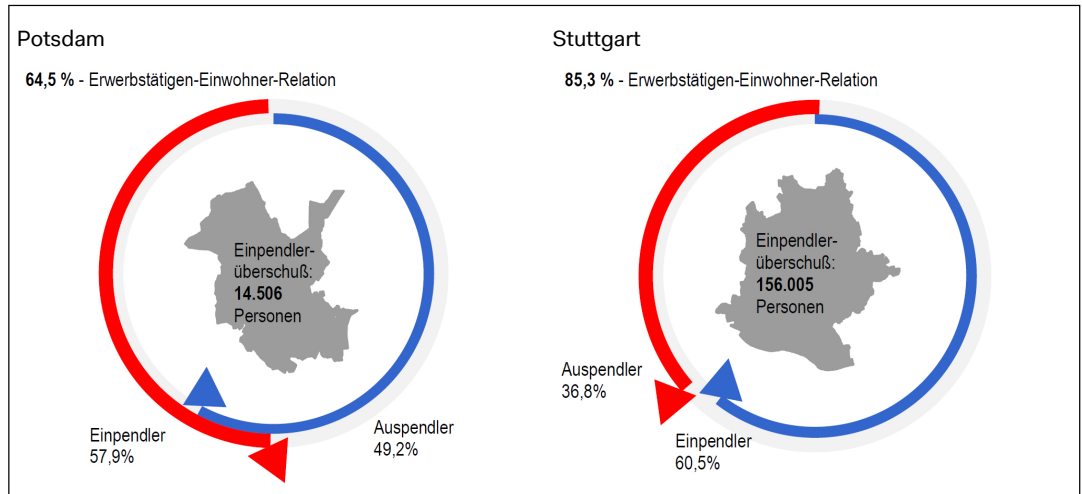 Potsdam
64,5 % - Erwerbstätigen-Einwohner-Relation
Einpendler-
überschuß:
14.506
Personen
Einpendler
57,9%
Auspendler
49,2%
Stuttgart
85,3 % - Erwerbstätigen-Einwohner-Relation
Einpendler-
überschuß:
156.005
Personen
Auspendler
36,8%
Einpendler
60,5%